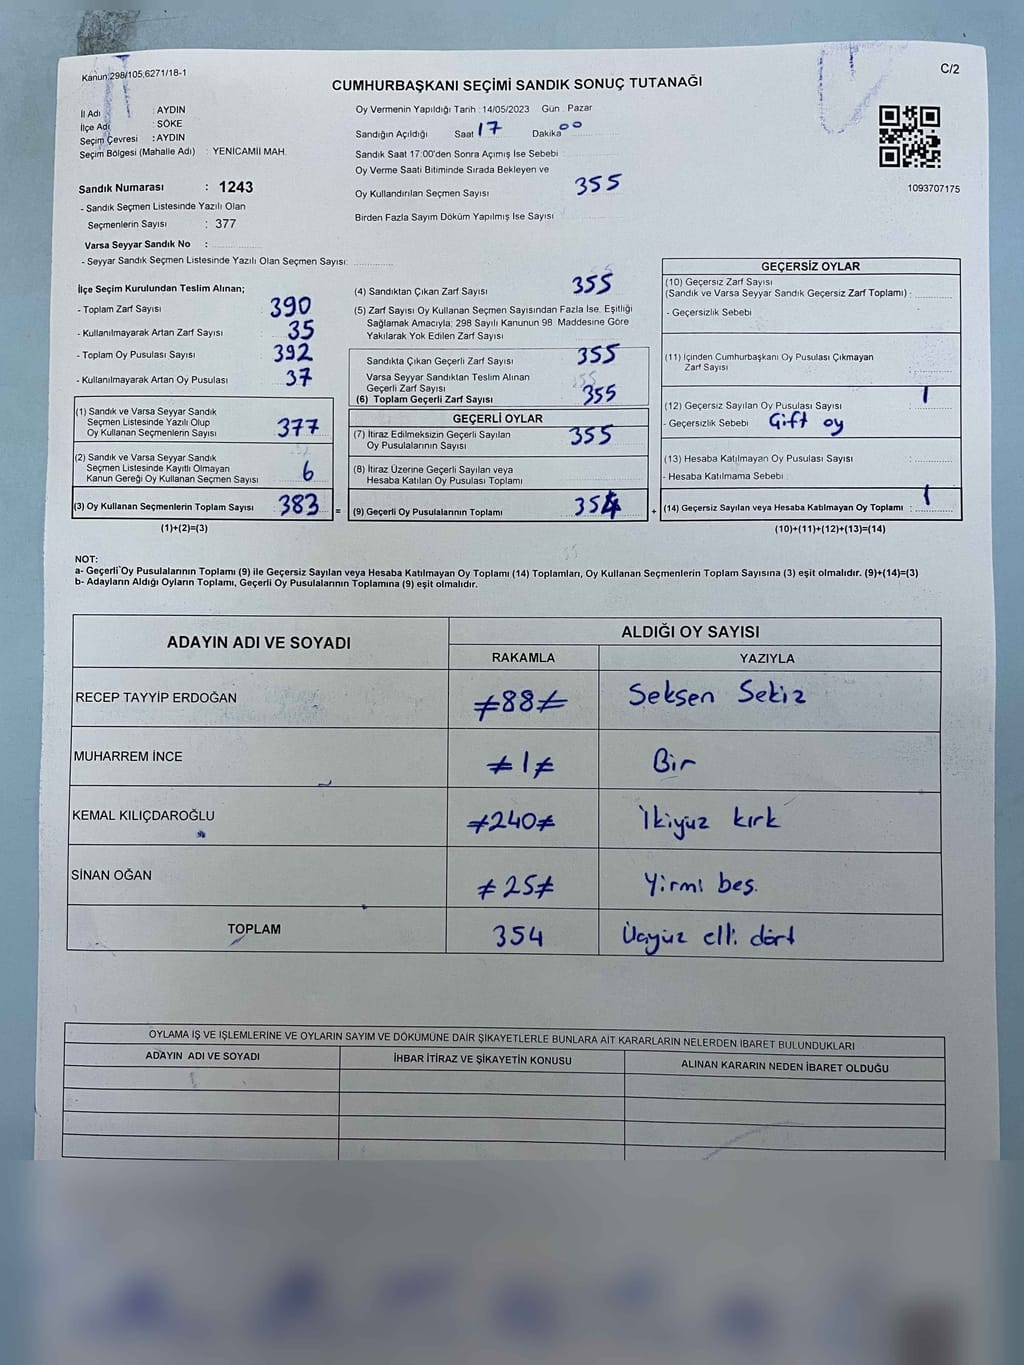 Kanun:298/105,6271/18-1
C/2
CUMHURBAŞKANI SEÇİMİ SANDIK SONUÇ TUTANAĞI
İl Adı : AYDIN
İlçe Adı : SÖKE
Seçim Çevresi : AYDIN
Seçim Bölgesi (Mahalle Adı) : YENICAMII MAH.
Sandık Numarası : 1243
- Sandık Seçmen Listesinde Yazılı Olan
Seçmenlerin Sayısı : 377
Varsa Seyyar Sandık No :
- Seyyar Sandık Seçmen Listesinde Yazılı Olan Seçmen Sayısı:
Oy Vermenin Yapıldığı Tarih : 14/05/2023 Gün : Pazar
Sandığın Açıldığı Saat 17 Dakika 00
Sandık Saat 17:00'den Sonra Açımış İse Sebebi
Oy Verme Saati Bitiminde Sırada Bekleyen ve
Oy Kullandırılan Seçmen Sayısı 355
Birden Fazla Sayım Döküm Yapılmış İse Sayısı
1093707175
İlçe Seçim Kurulundan Teslim Alınan;
- Toplam Zarf Sayısı 390
- Kullanılmayarak Artan Zarf Sayısı 35
- Toplam Oy Pusulası Sayısı 392
- Kullanılmayarak Artan Oy Pusulası 37
(1) Sandık ve Varsa Seyyar Sandık
Seçmen Listesinde Yazılı Olup
Oy Kullanan Seçmenlerin Sayısı 377
(2) Sandık ve Varsa Seyyar Sandık
Seçmen Listesinde Kayıtlı Olmayan
Kanun Gereği Oy Kullanan Seçmen Sayısı 6
(3) Oy Kullanan Seçmenlerin Toplam Sayısı 383 =
(1)+(2)=(3)
(4) Sandıktan Çıkan Zarf Sayısı 355
(5) Zarf Sayısı Oy Kullanan Seçmen Sayısından Fazla İse, Eşitliği
Sağlamak Amacıyla; 298 Sayılı Kanunun 98. Maddesine Göre
Yakılarak Yok Edilen Zarf Sayısı
Sandıkta Çıkan Geçerli Zarf Sayısı 355
Varsa Seyyar Sandıktan Teslim Alınan
Geçerli Zarf Sayısı
(6) Toplam Geçerli Zarf Sayısı 355
GEÇERLİ OYLAR
(7) İtiraz Edilmeksizin Geçerli Sayılan
Oy Pusulalarının Sayısı 355
(8) İtiraz Üzerine Geçerli Sayılan veya
Hesaba Katılan Oy Pusulası Toplamı
(9) Geçerli Oy Pusulalarının Toplamı 354 +
GEÇERSİZ OYLAR
(10) Geçersiz Zarf Sayısı
(Sandık ve Varsa Seyyar Sandık Geçersiz Zarf Toplamı) :
- Geçersizlik Sebebi
(11) İçinden Cumhurbaşkanı Oy Pusulası Çıkmayan
Zarf Sayısı :
(12) Geçersiz Sayılan Oy Pusulası Sayısı : 1
- Geçersizlik Sebebi Çift oy
(13) Hesaba Katılmayan Oy Pusulası Sayısı :
- Hesaba Katılmama Sebebi
(14) Geçersiz Sayılan veya Hesaba Katılmayan Oy Toplamı : 1
(10)+(11)+(12)+(13)=(14)
NOT:
a- Geçerli Oy Pusulalarının Toplamı (9) ile Geçersiz Sayılan veya Hesaba Katılmayan Oy Toplamı (14) Toplamları, Oy Kullanan Seçmenlerin Toplam Sayısına (3) eşit olmalıdır. (9)+(14)=(3)
b- Adayların Aldığı Oyların Toplamı, Geçerli Oy Pusulalarının Toplamına (9) eşit olmalıdır.
ADAYIN ADI VE SOYADI
ALDIĞI OY SAYISI
RAKAMLA YAZIYLA
RECEP TAYYİP ERDOĞAN ≠88≠ Seksen Sekiz
MUHARREM İNCE ≠1≠ Bir
KEMAL KILIÇDAROĞLU ≠240≠ İkiyüz kırk
SİNAN OĞAN ≠25≠ Yirmi beş.
TOPLAM 354 Üçyüz elli dört
OYLAMA İŞ VE İŞLEMLERİNE VE OYLARIN SAYIM VE DÖKÜMÜNE DAİR ŞİKAYETLERLE BUNLARA AİT KARARLARIN NELERDEN İBARET BULUNDUKLARI
ADAYIN ADI VE SOYADI İHBAR İTİRAZ VE ŞİKAYETİN KONUSU ALINAN KARARIN NEDEN İBARET OLDUĞU